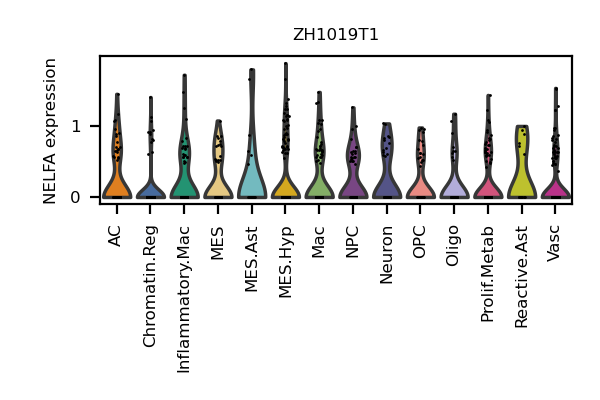 ZH1019T1
NELFA expression
1
0
AC
Chromatin.Reg
Inflammatory.Mac
MES
MES.Ast
MES.Hyp
Mac
NPC
Neuron
OPC
Oligo
Prolif.Metab
Reactive.Ast
Vasc